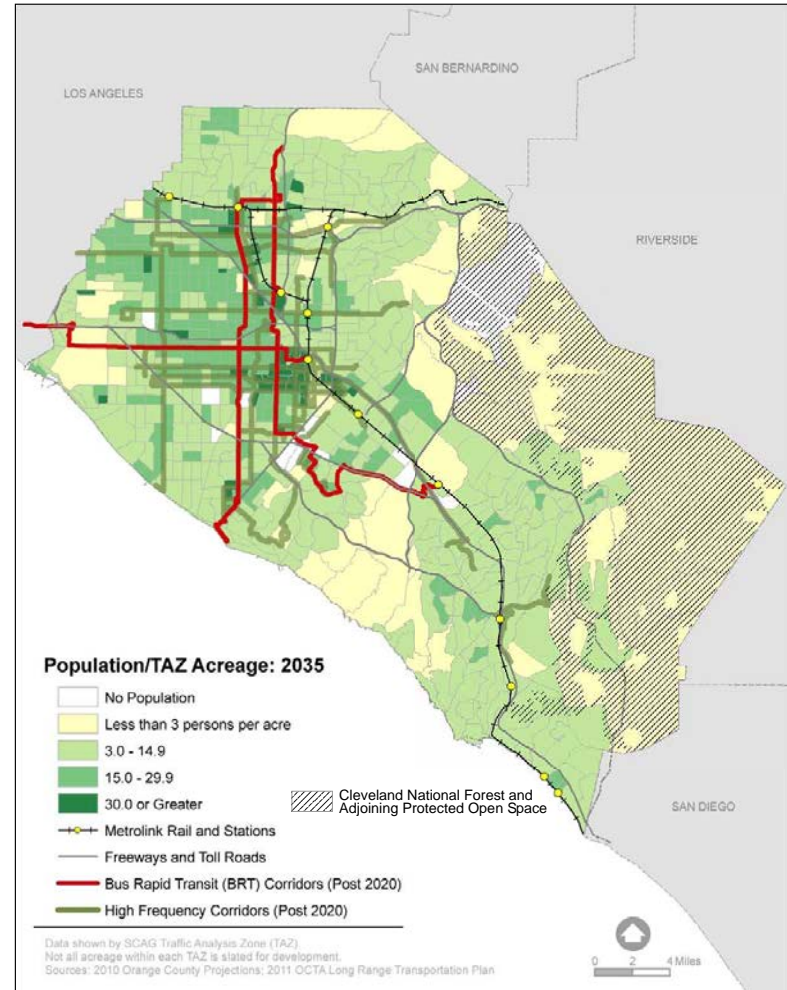 SAN BERNARDINO
LOS ANGELES
RIVERSIDE
SAN DIEGO
Population/TAZ Acreage: 2035
No Population
Less than 3 persons per acre
3.0 - 14.9
15.0 - 29.9
30.0 or Greater
Metrolink Rail and Stations
Freeways and Toll Roads
Bus Rapid Transit (BRT) Corridors (Post 2020)
High Frequency Corridors (Post 2020)
Cleveland National Forest and
Adjoining Protected Open Space
Data shown by SCAG Traffic Analysis Zone (TAZ)
Not all acreage within each TAZ is slated for development.
Sources: 2010 Orange County Projections; 2011 OCTA Long Range Transportation Plan
0 2 4 Miles